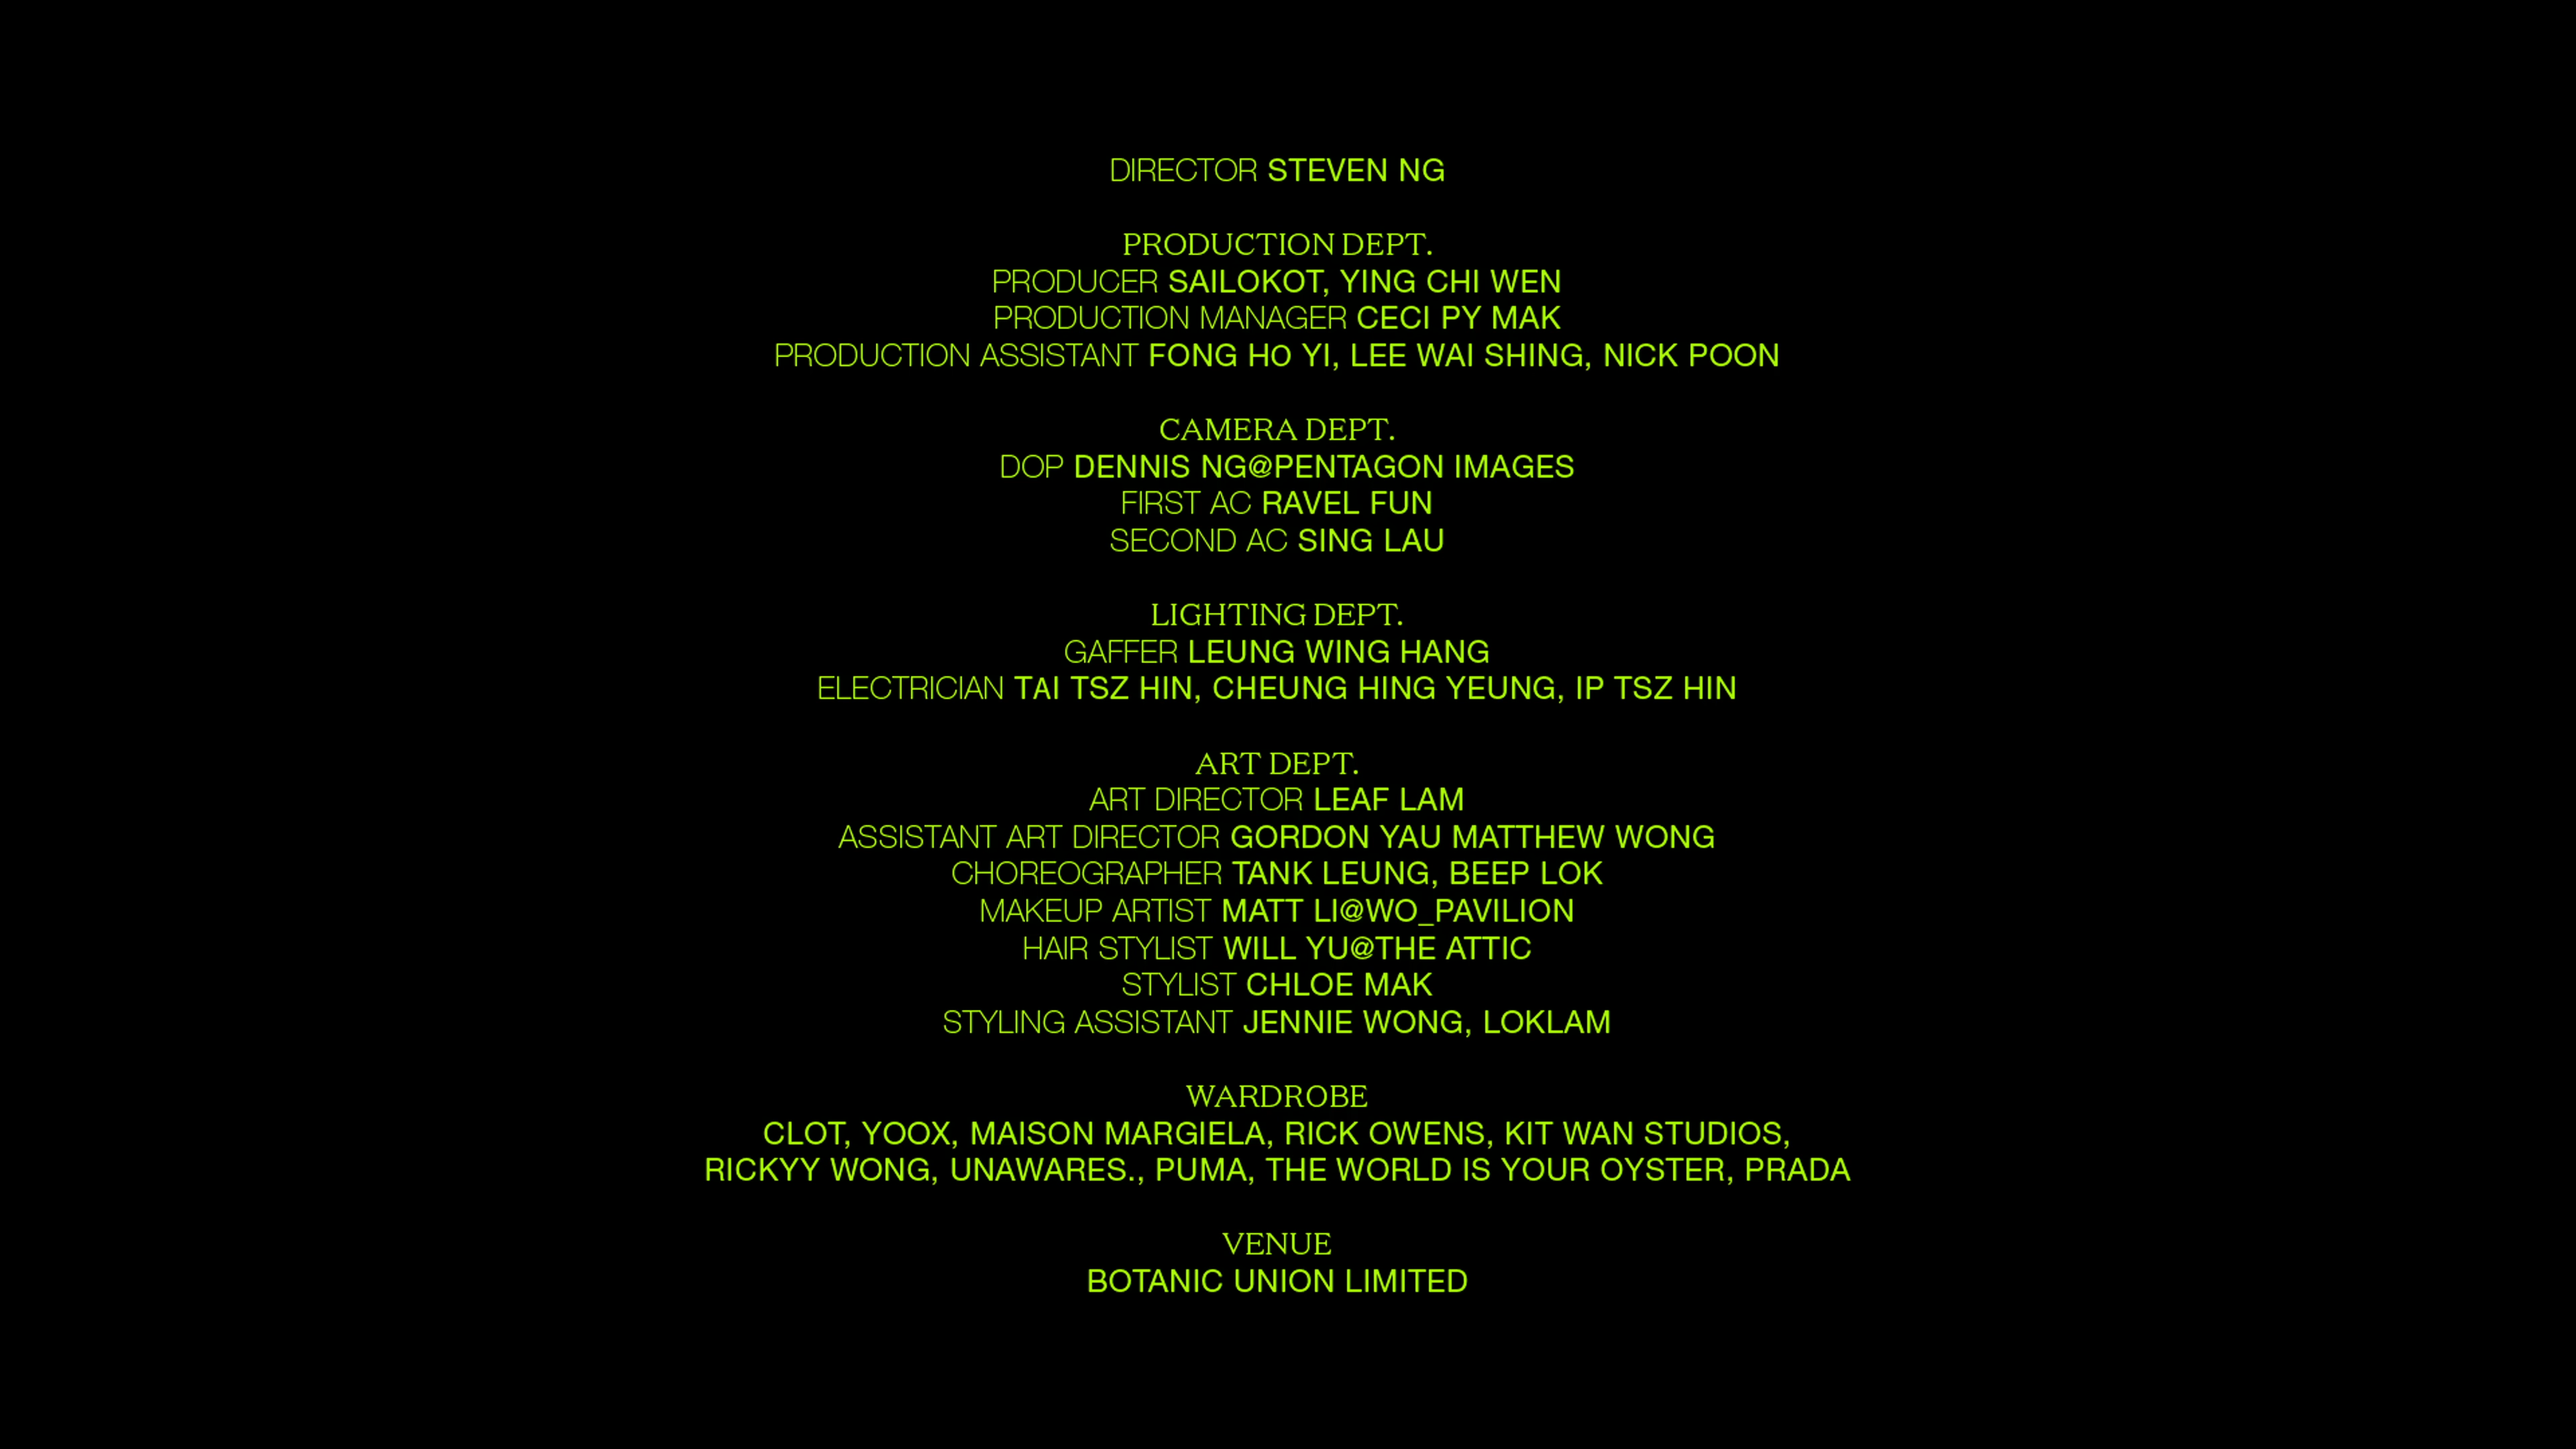 DIRECTOR STEVEN NG
PRODUCTION DEPT.
PRODUCER SAILOKOT, YING CHI WEN
PRODUCTION MANAGER CECI PY MAK
PRODUCTION ASSISTANT FONG HO YI, LEE WAI SHING, NICK POON
CAMERA DEPT.
DOP DENNIS NG@PENTAGON IMAGES
FIRST AC RAVEL FUN
SECOND AC SING LAU
LIGHTING DEPT.
GAFFER LEUNG WING HANG
ELECTRICIAN TAI TSZ HIN, CHEUNG HING YEUNG, IP TSZ HIN
ART DEPT.
ART DIRECTOR LEAF LAM
ASSISTANT ART DIRECTOR GORDON YAU MATTHEW WONG
CHOREOGRAPHER TANK LEUNG, BEEP LOK
MAKEUP ARTIST MATT LI@WO_PAVILION
HAIR STYLIST WILL YU@THE ATTIC
STYLIST CHLOE MAK
STYLING ASSISTANT JENNIE WONG, LOKLAM
WARDROBE
CLOT, YOOX, MAISON MARGIELA, RICK OWENS, KIT WAN STUDIOS,
RICKYY WONG, UNAWARES., PUMA, THE WORLD IS YOUR OYSTER, PRADA
VENUE
BOTANIC UNION LIMITED